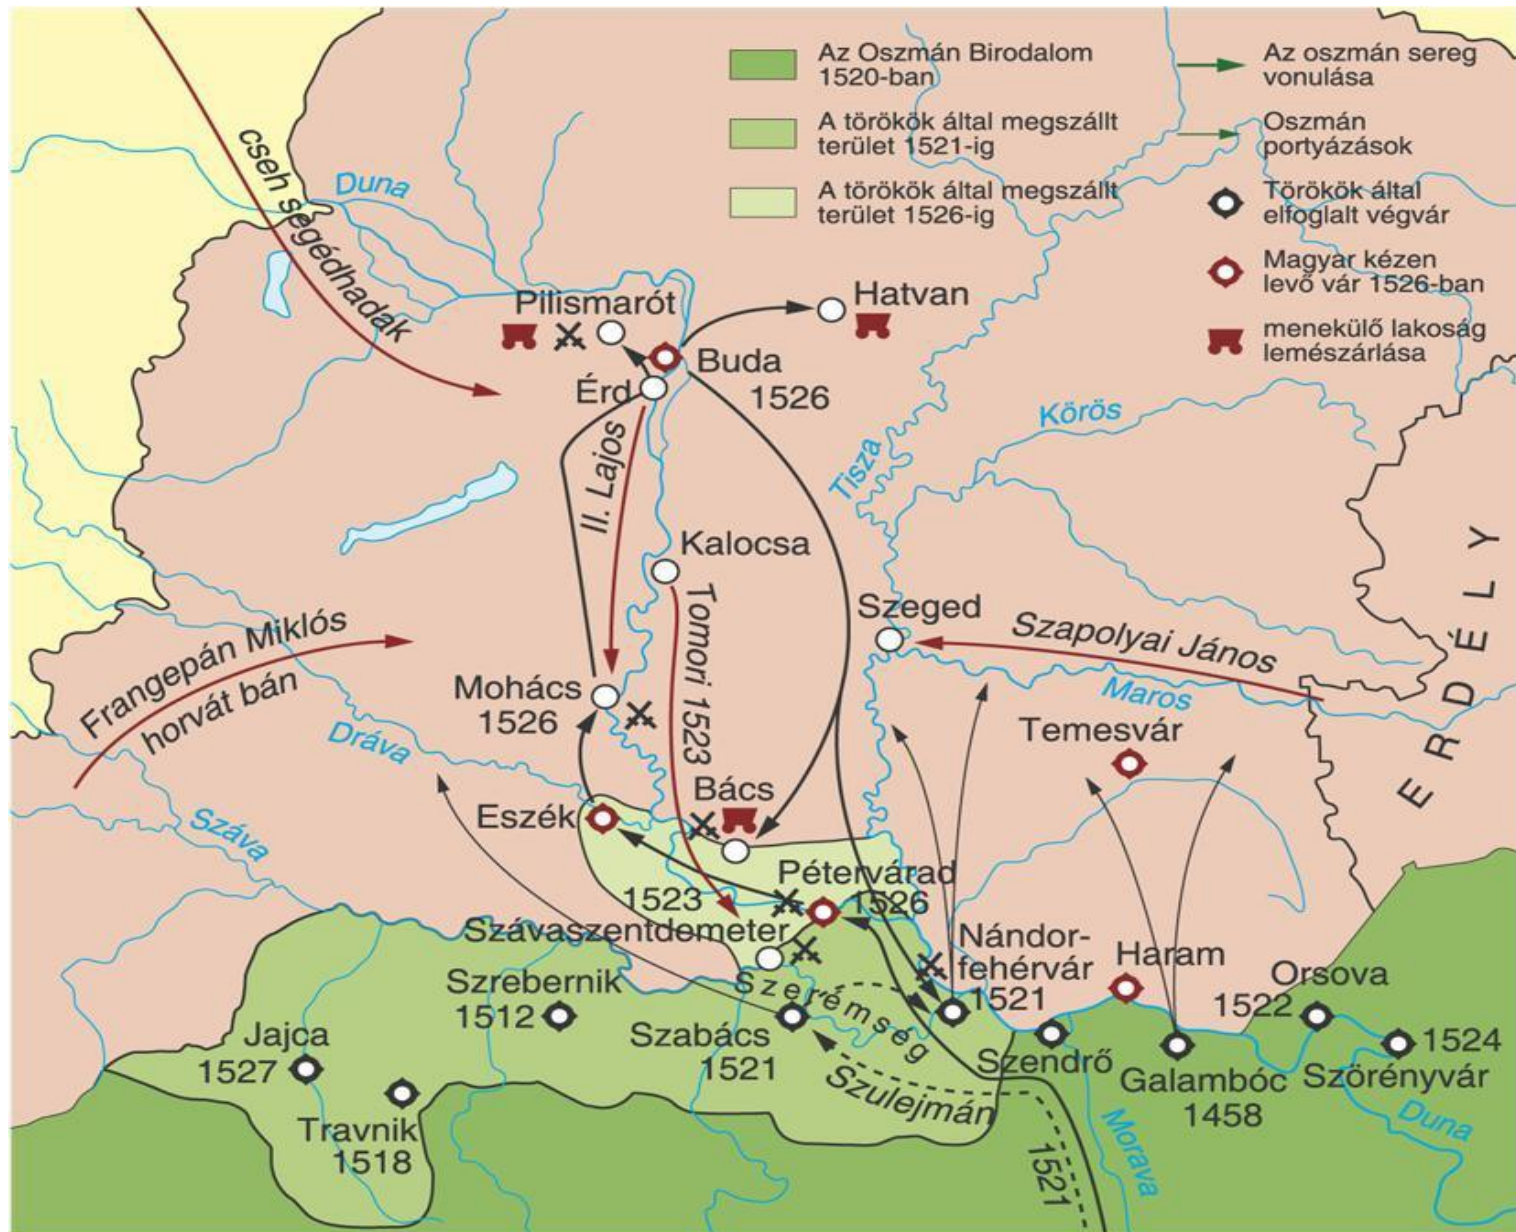 Az Oszmán Birodalom
1520-ban
A törökök által megszállt
terület 1521-ig
A törökök által megszállt
terület 1526-ig
Az oszmán sereg
vonulása
Oszmán
portyázások
Törökök által
elfoglalt végvár
Magyar kézen
levő vár 1526-ban
menekülő lakoság
lemészárlása
cseh segédhadak
Duna
Pilismarót
Hatvan
Buda
1526
Érd
II. Lajos
Körös
Tisza
Kalocsa
Tomori 1523
Szeged
Szapolyai János
Maros
ERDÉLY
Frangepán Miklós
horvát bán
Mohács
1526
Dráva
Temesvár
Száva
Eszék
Bács
Pétervárad
1526
1523
Szávaszentdemeter
Nándor-
fehérvár
1521
Haram
Orsova
1522
Szrebernik
1512
Szerémség
Jajca
1527
Szabács
1521
Szendrő
Galambóc
1458
1524
Szörényvár
Szulejmán
1521
Travnik
1518
Morava
Duna